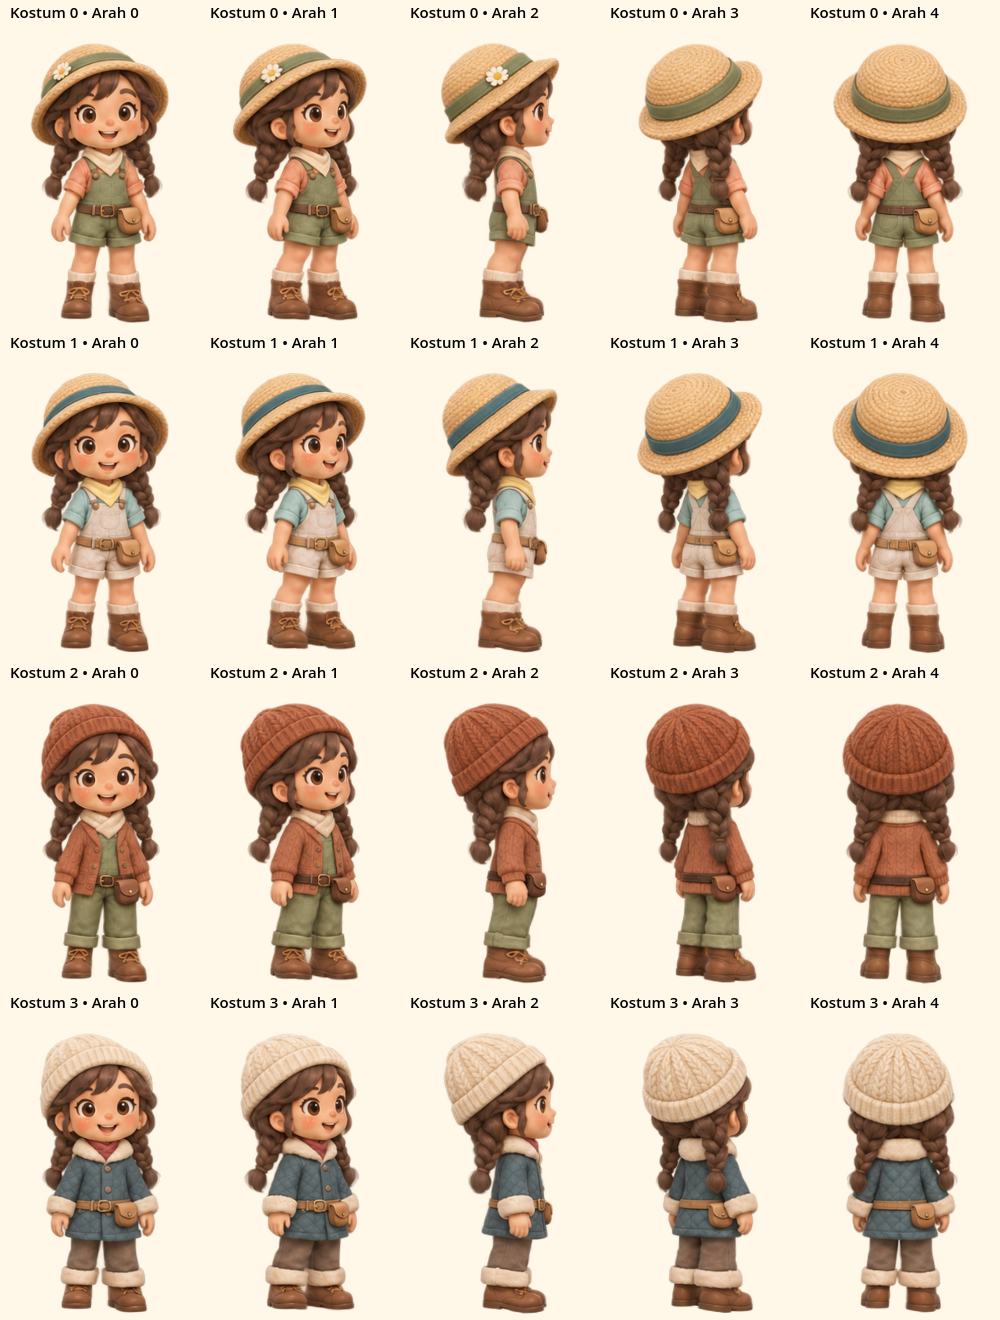 Kostum 0 • Arah 0
Kostum 0 • Arah 1
Kostum 0 • Arah 2
Kostum 0 • Arah 3
Kostum 0 • Arah 4
Kostum 1 • Arah 0
Kostum 1 • Arah 1
Kostum 1 • Arah 2
Kostum 1 • Arah 3
Kostum 1 • Arah 4
Kostum 2 • Arah 0
Kostum 2 • Arah 1
Kostum 2 • Arah 2
Kostum 2 • Arah 3
Kostum 2 • Arah 4
Kostum 3 • Arah 0
Kostum 3 • Arah 1
Kostum 3 • Arah 2
Kostum 3 • Arah 3
Kostum 3 • Arah 4